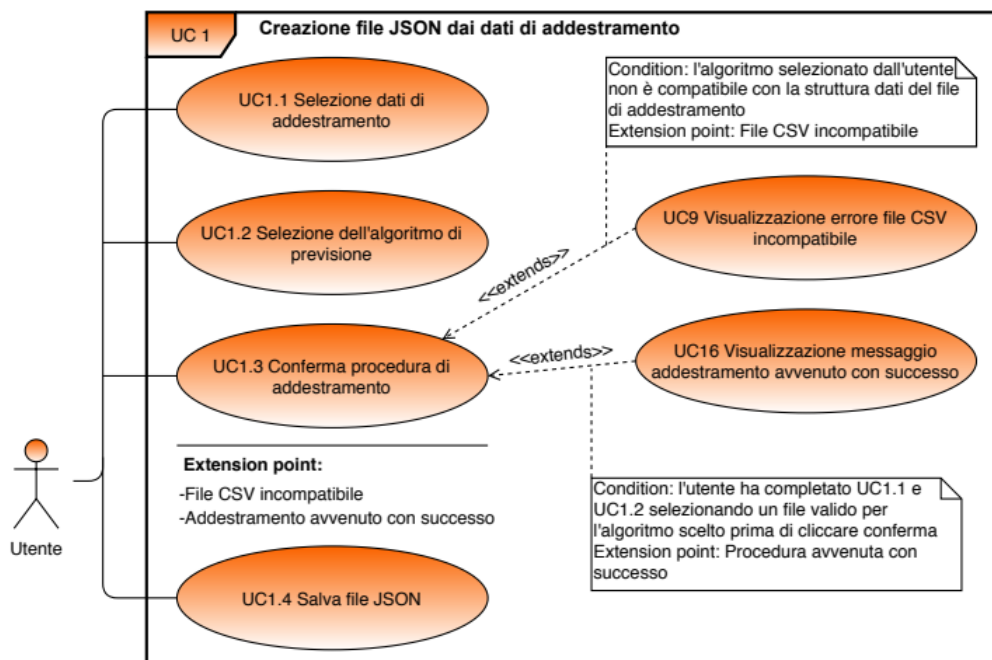 UC 1
Creazione file JSON dai dati di addestramento
Condition: l'algoritmo selezionato dall'utente
non è compatibile con la struttura dati del file
di addestramento
Extension point: File CSV incompatibile
UC1.1 Selezione dati di
addestramento
UC1.2 Selezione dell'algoritmo di
previsione
UC9 Visualizzazione errore file CSV
incompatibile
<<extends>>
UC1.3 Conferma procedura di
addestramento
<<extends>>
UC16 Visualizzazione messaggio
addestramento avvenuto con successo
Extension point:
-File CSV incompatibile
-Addestramento avvenuto con successo
Condition: l'utente ha completato UC1.1 e
UC1.2 selezionando un file valido per
l'algoritmo scelto prima di cliccare conferma
Extension point: Procedura avvenuta con
successo
Utente
UC1.4 Salva file JSON